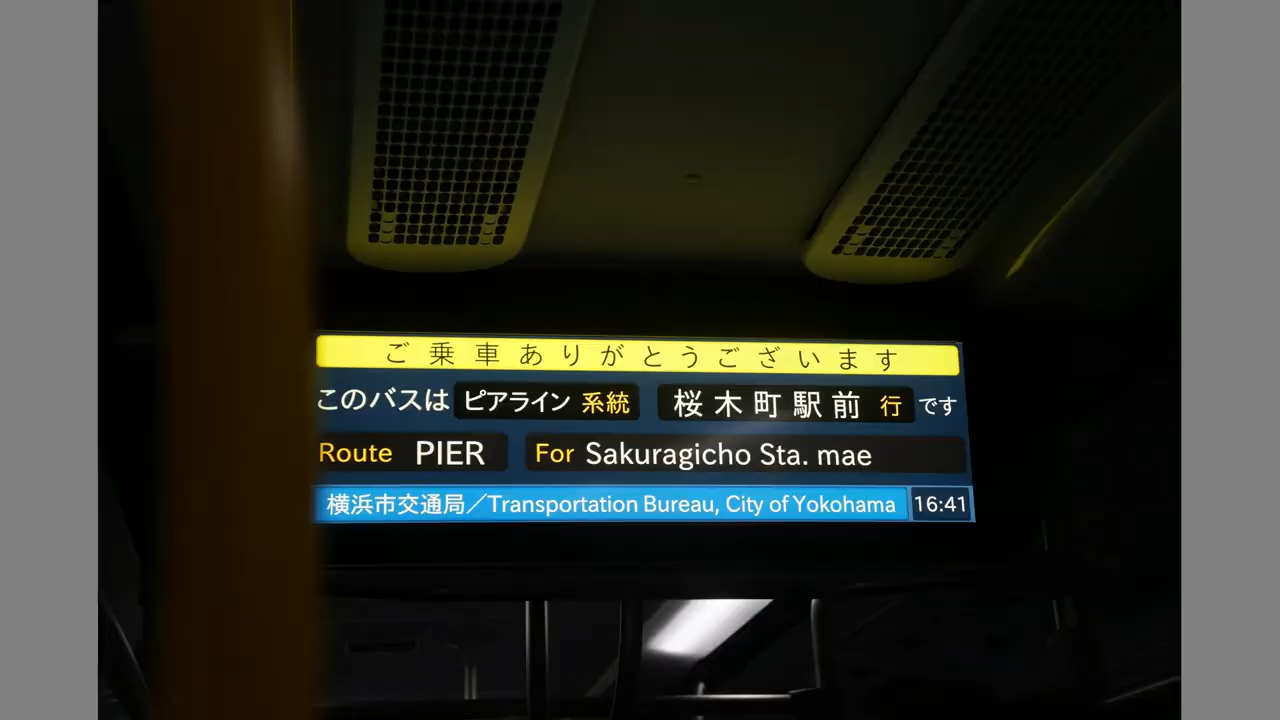 ご乗車ありがとうございます
このバスは ピアライン 系統 桜木町駅前 行 です
Route PIER For Sakuragicho Sta. mae
横浜市交通局／Transportation Bureau, City of Yokohama 16:41